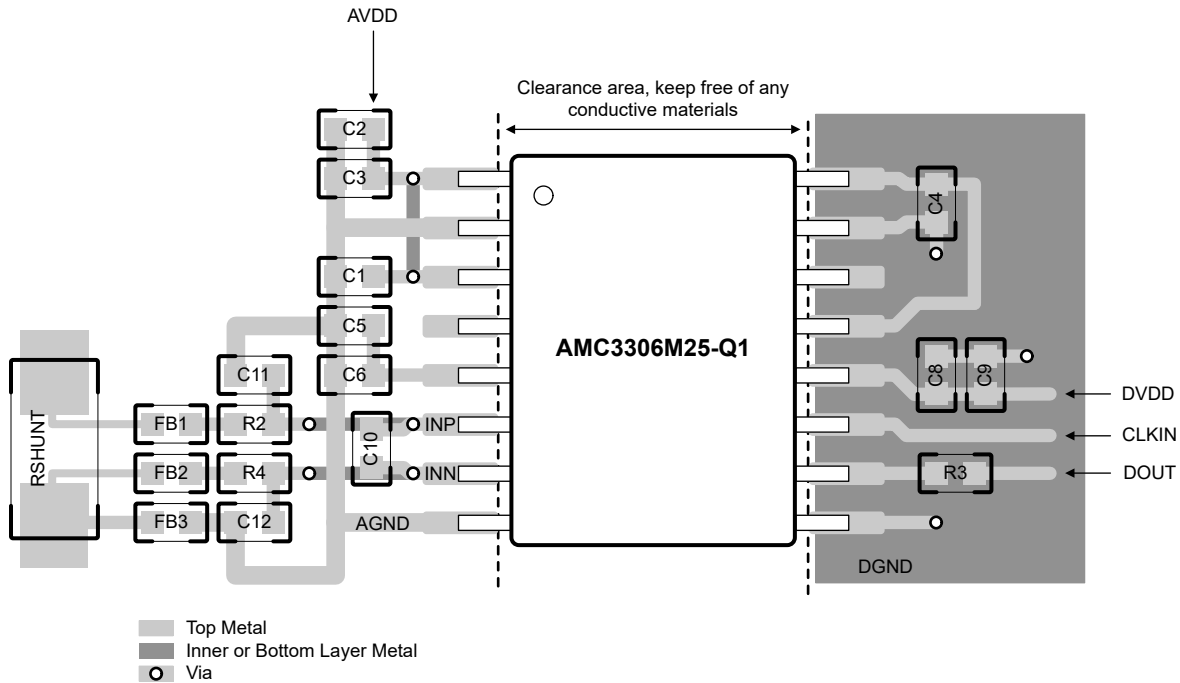 AVDD
Clearance area, keep free of any
conductive materials
C2
C3
C4
C1
C5
AMC3306M25-Q1
C11
C6
C8
C9
DVDD
RSHUNT
FB1
R2
C10
INP
CLKIN
FB2
R4
INN
R3
DOUT
FB3
C12
AGND
DGND
Top Metal
Inner or Bottom Layer Metal
Via